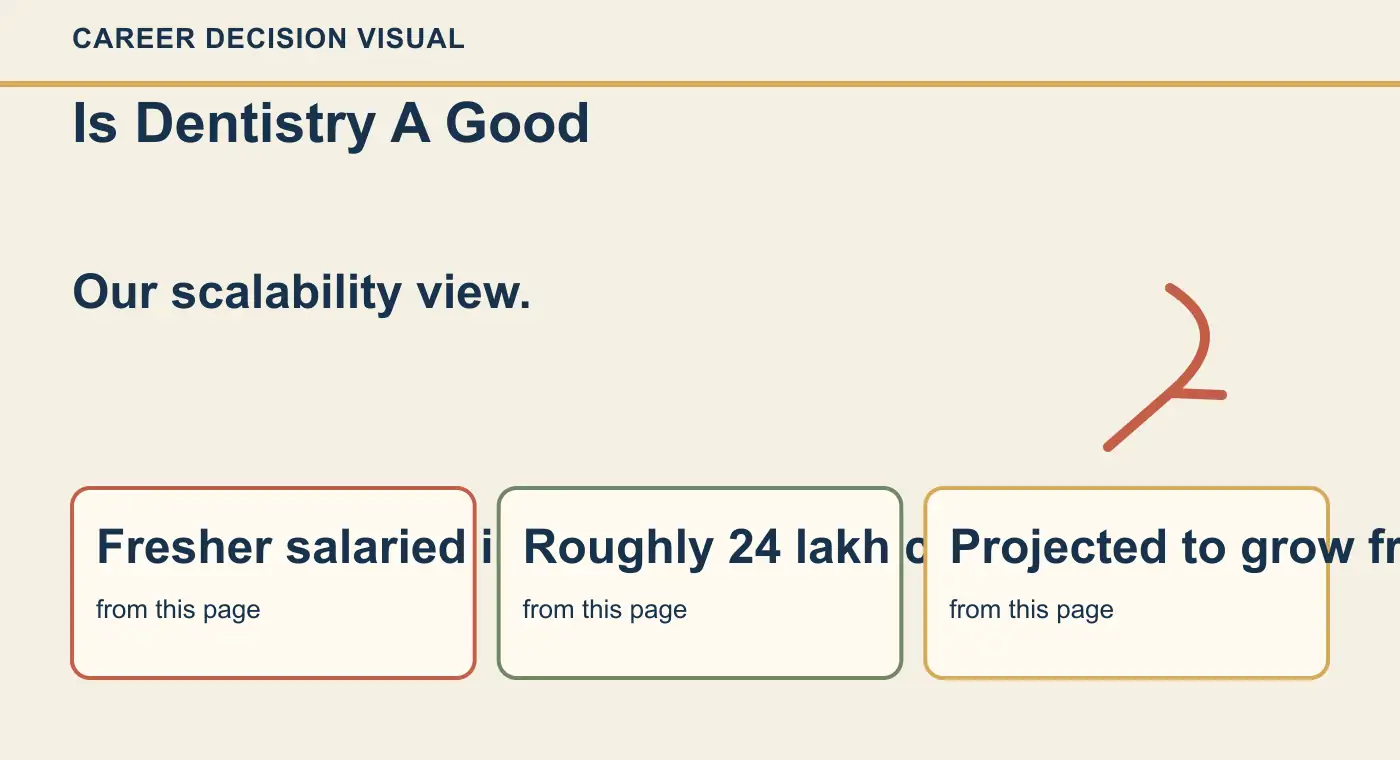 CAREER DECISION VISUAL
Is Dentistry A Good
Our scalability view.
Fresher salaried i
from this page
Roughly 24 lakh
from this page
Projected to grow fr
from this page